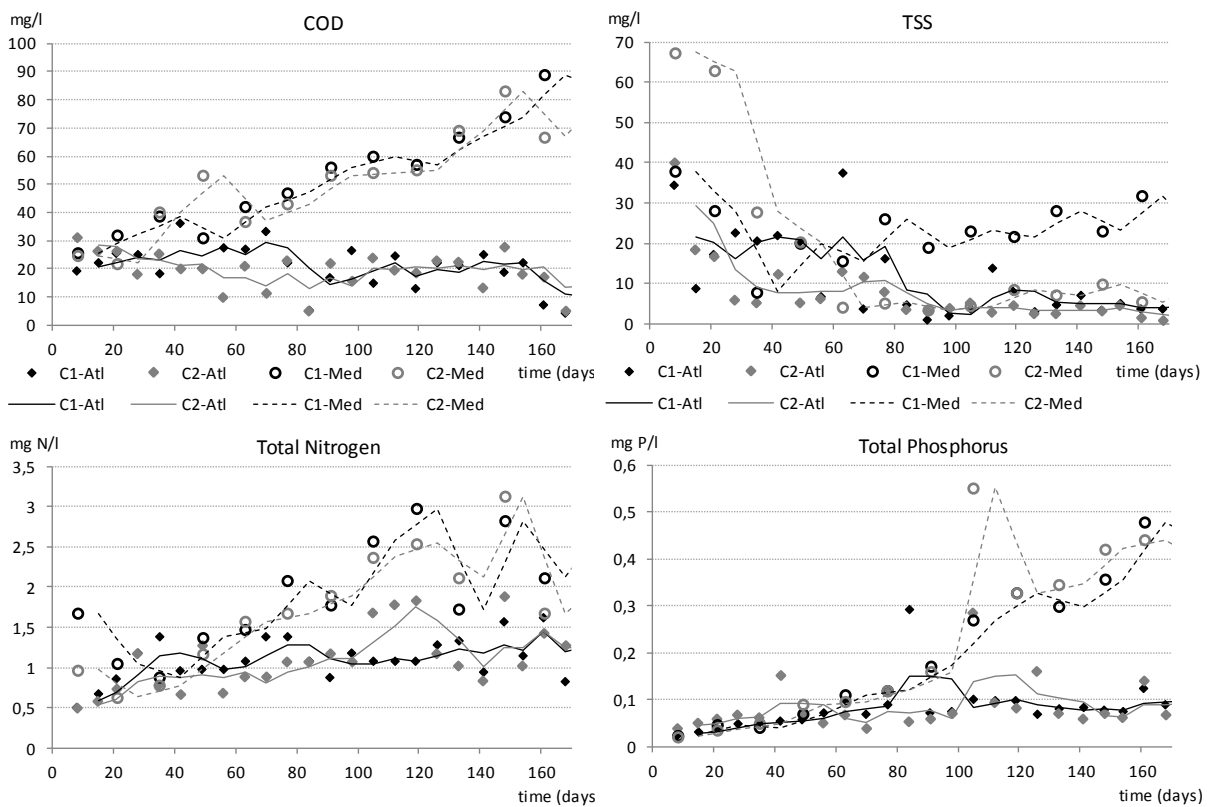 mg/l
COD
100
90
80
70
60
50
40
30
20
10
0
0 20 40 60 80 100 120 140 160
C1-Atl C2-Atl C1-Med C2-Med time (days)
C1-Atl C2-Atl C1-Med C2-Med
mg/l
TSS
70
60
50
40
30
20
10
0
0 20 40 60 80 100 120 140 160
time (days)
C1-Atl C2-Atl C1-Med C2-Med
C1-Atl C2-Atl C1-Med C2-Med
mg N/l
Total Nitrogen
3,5
3
2,5
2
1,5
1
0,5
0
0 20 40 60 80 100 120 140 160
time (days)
mg P/l
Total Phosphorus
0,6
0,5
0,4
0,3
0,2
0,1
0
0 20 40 60 80 100 120 140 160
time (days)